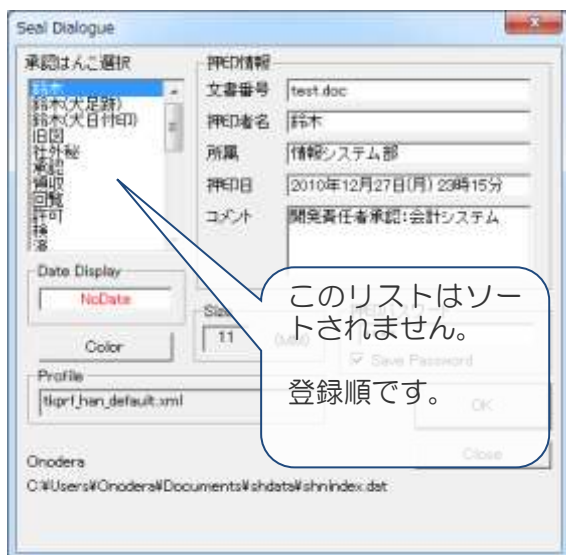 Seal Dialogue
承認はんこ選択
鈴木
鈴木(犬足跡)
鈴木(犬日付印)
旧図
社外秘
承認
領収
回覧
許可
検
済
押印情報
文書番号 test.doc
押印者名 鈴木
所属 情報システム部
押印日 2010年12月27日(月) 23時15分
コメント 開発責任者承認:会計システム
Date Display
NoDate
Color
11
Save Password
Profile
tkprf_han_default.xml
OK
Close
このリストはソー
トされません。
登録順です。
Onodera
C:¥Users¥Onodera¥Documents¥shdata¥shnindex.dat